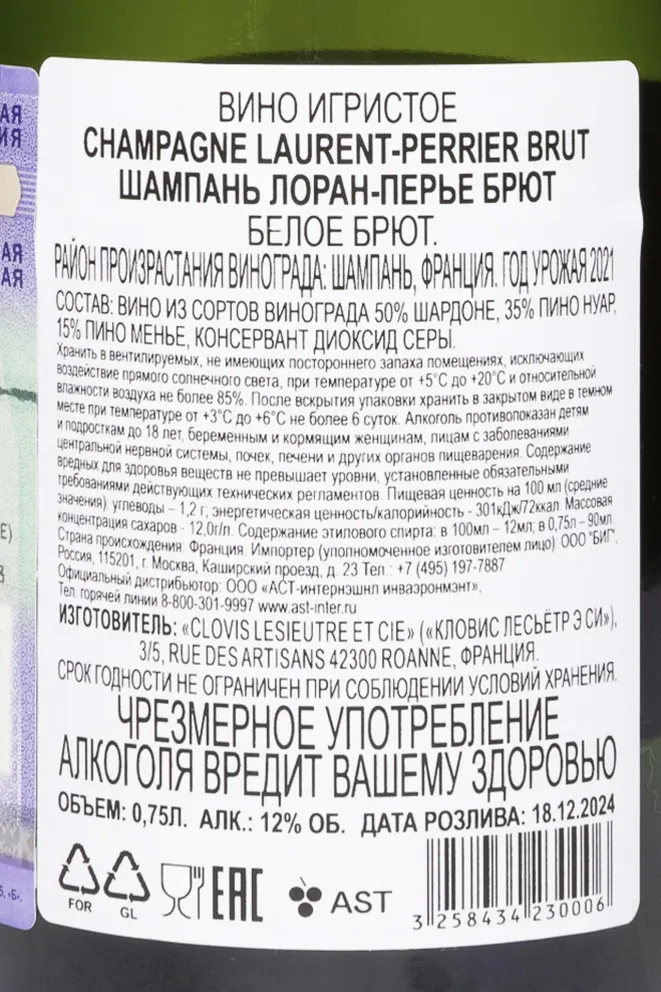 АЯ
ИЯ
АЯ
АЯ
Е)
ВИНО ИГРИСТОЕ
CHAMPAGNE LAURENT-PERRIER BRUT
ШАМПАНЬ ЛОРАН-ПЕРЬЕ БРЮТ
БЕЛОЕ БРЮТ.
РАЙОН ПРОИЗРАСТАНИЯ ВИНОГРАДА: ШАМПАНЬ, ФРАНЦИЯ. ГОД УРОЖАЯ 2021
СОСТАВ: ВИНО ИЗ СОРТОВ ВИНОГРАДА 50% ШАРДОНЕ, 35% ПИНО НУАР,
15% ПИНО МЕНЬЕ, КОНСЕРВАНТ ДИОКСИД СЕРЫ.
Хранить в вентилируемых, не имеющих постороннего запаха помещениях, исключающих
воздействие прямого солнечного света, при температуре от +5°С до +20°С и относительной
влажности воздуха не более 85%. После вскрытия упаковки хранить в закрытом виде в темном
месте при температуре от +3°С до +6°С не более 6 суток. Алкоголь противопоказан детям
и подросткам до 18 лет, беременным и кормящим женщинам, лицам с заболеваниями
центральной нервной системы, почек, печени и других органов пищеварения. Содержание
вредных для здоровья веществ не превышает уровни, установленные обязательными
требованиями действующих технических регламентов. Пищевая ценность на 100 мл (средние
значения): углеводы – 1,2 г; энергетическая ценность/калорийность - 301кДж/72ккал. Массовая
концентрация сахаров - 12,0г/л. Содержание этилового спирта: в 100мл – 12мл; в 0,75л – 90мл.
Страна происхождения: Франция. Импортер (уполномоченное изготовителем лицо): ООО "БИГ",
Россия, 115201, г. Москва, Каширский проезд, д. 23 Тел.: +7 (495) 197-7887
Официальный дистрибьютор: ООО «АСТ-интернэшнл инваэронмэнт»,
Тел. горячей линии 8-800-301-9997 www.ast-inter.ru
ИЗГОТОВИТЕЛЬ: «CLOVIS LESIEUTRE ET CIE» («КЛОВИС ЛЕСЬЁТР Э СИ»),
3/5, RUE DES ARTISANS 42300 ROANNE, ФРАНЦИЯ.
СРОК ГОДНОСТИ НЕ ОГРАНИЧЕН ПРИ СОБЛЮДЕНИИ УСЛОВИЙ ХРАНЕНИЯ.
ЧРЕЗМЕРНОЕ УПОТРЕБЛЕНИЕ
АЛКОГОЛЯ ВРЕДИТ ВАШЕМУ ЗДОРОВЬЮ
ОБЪЕМ: 0,75Л. АЛК.: 12% ОБ. ДАТА РОЗЛИВА: 18.12.2024
FOR
GL
EAC
AST
3 258434 230006